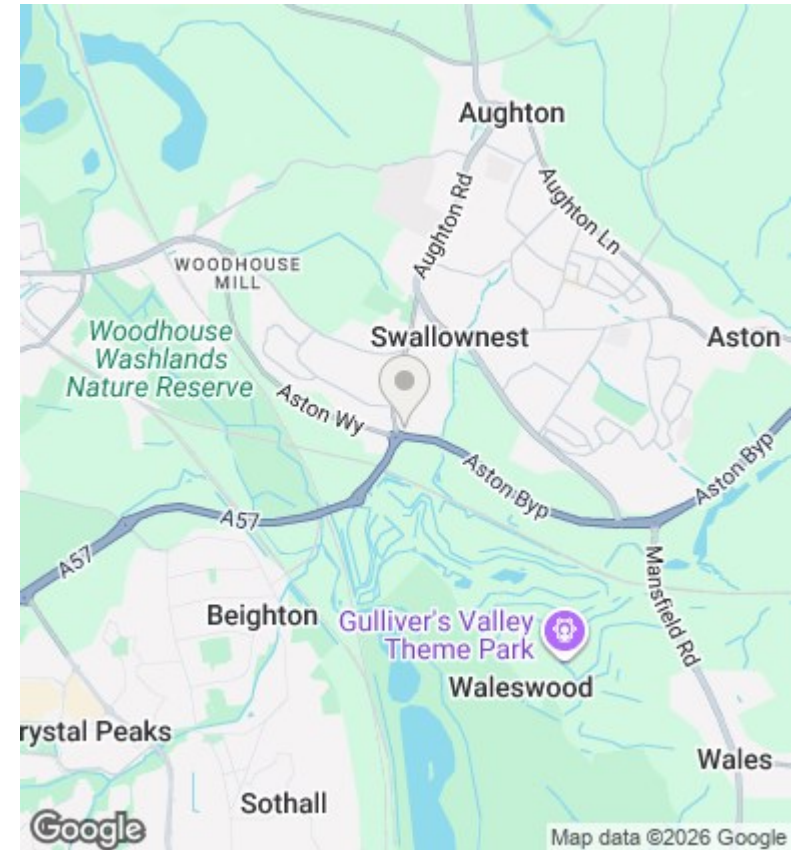 Aughton
Aughton Rd
Aughton Ln
WOODHOUSE
MILL
Swallownest
Aston
Woodhouse
Washlands
Nature Reserve
Aston Wy
Aston Byp
Aston Byp
A57
A57
Mansfield Rd
Beighton
Gulliver's Valley
Theme Park
Waleswood
rystal Peaks
Wales
Sothall
Google
Map data ©2026 Google